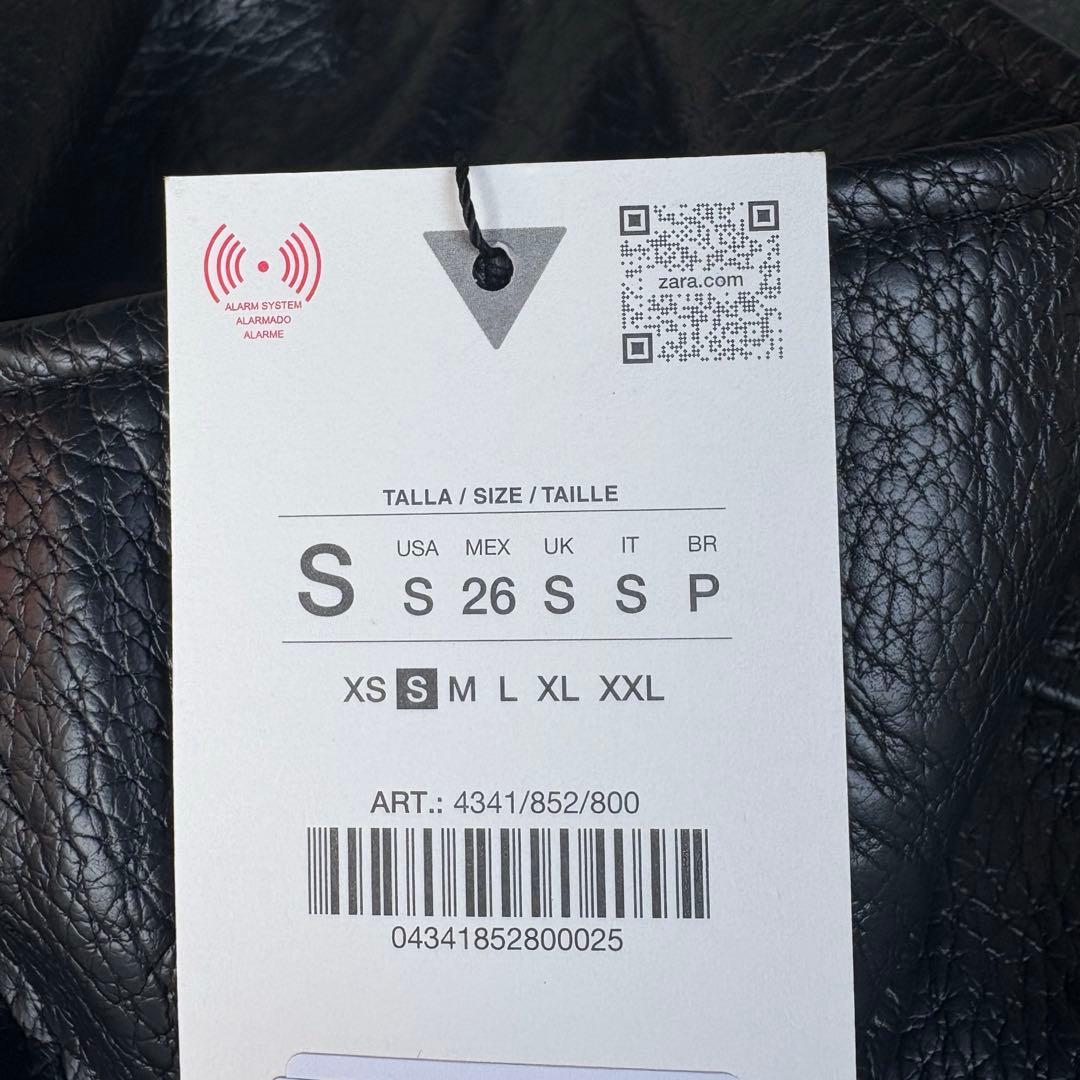 ALARM SYSTEM
ALARMADO
ALARME
zara.com
TALLA / SIZE / TAILLE
S
USA MEX UK IT BR
S 26 S S P
XS S M L XL XXL
ART.: 4341/852/800
04341852800025